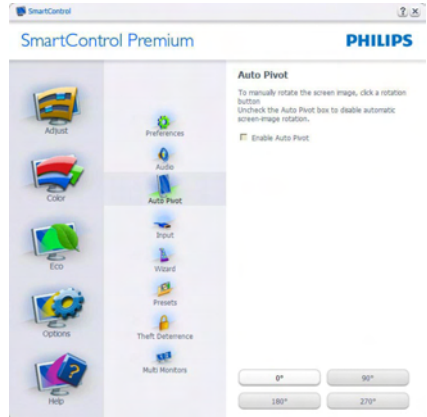 SmartControl
SmartControl Premium
PHILIPS
Adjust
Color
Eco
Options
Help
Preferences
Audio
Auto Pivot
Input
Wizard
Presets
Theft Deterrence
Multi Monitors
Auto Pivot
To manually rotate the screen image, click a rotation
button
Uncheck the Auto Pivot box to disable automatic
screen-image rotation.
Enable Auto Pivot
0°
90°
180°
270°